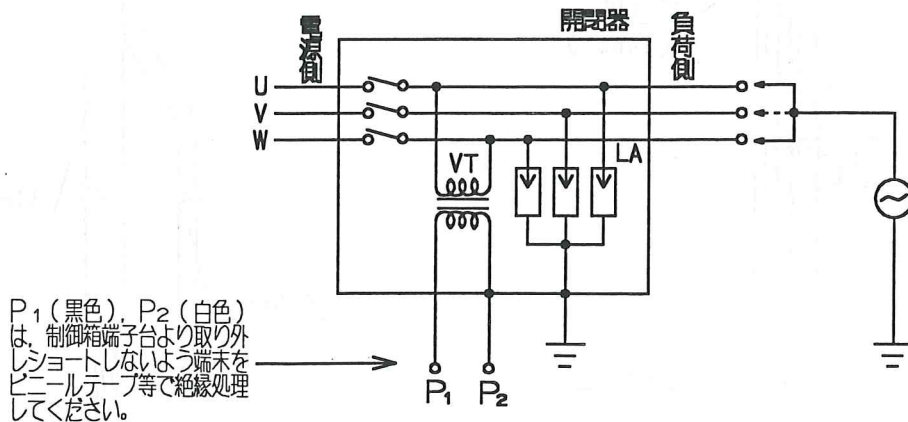 電源側
開閉器
負荷側
U
V
W
VT
LA
P1(黒色), P2(白色)
は, 制御箱端子台より取り外
しショートしないよう端末を
ビニールテープ等で絶縁処理
してください。
P1
P2